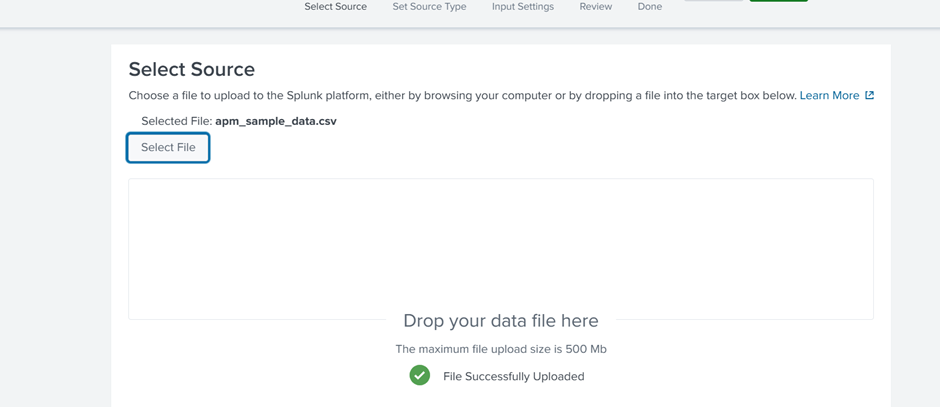 Select Source Set Source Type Input Settings Review Done
Select Source
Choose a file to upload to the Splunk platform, either by browsing your computer or by dropping a file into the target box below. Learn More
Selected File: apm_sample_data.csv
Select File
Drop your data file here
The maximum file upload size is 500 Mb
File Successfully Uploaded